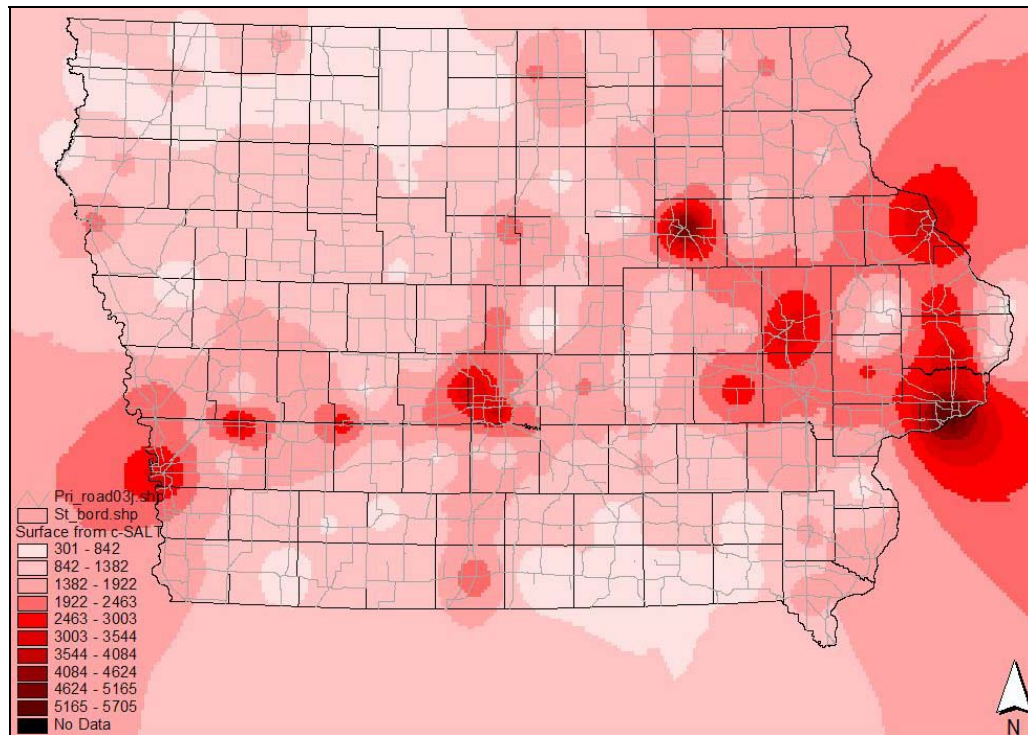 Pri_road03j.shp
St_bord.shp
Surface from c-SALT
301 - 842
842 - 1382
1382 - 1922
1922 - 2463
2463 - 3003
3003 - 3544
3544 - 4084
4084 - 4624
4624 - 5165
5165 - 5705
No Data
N